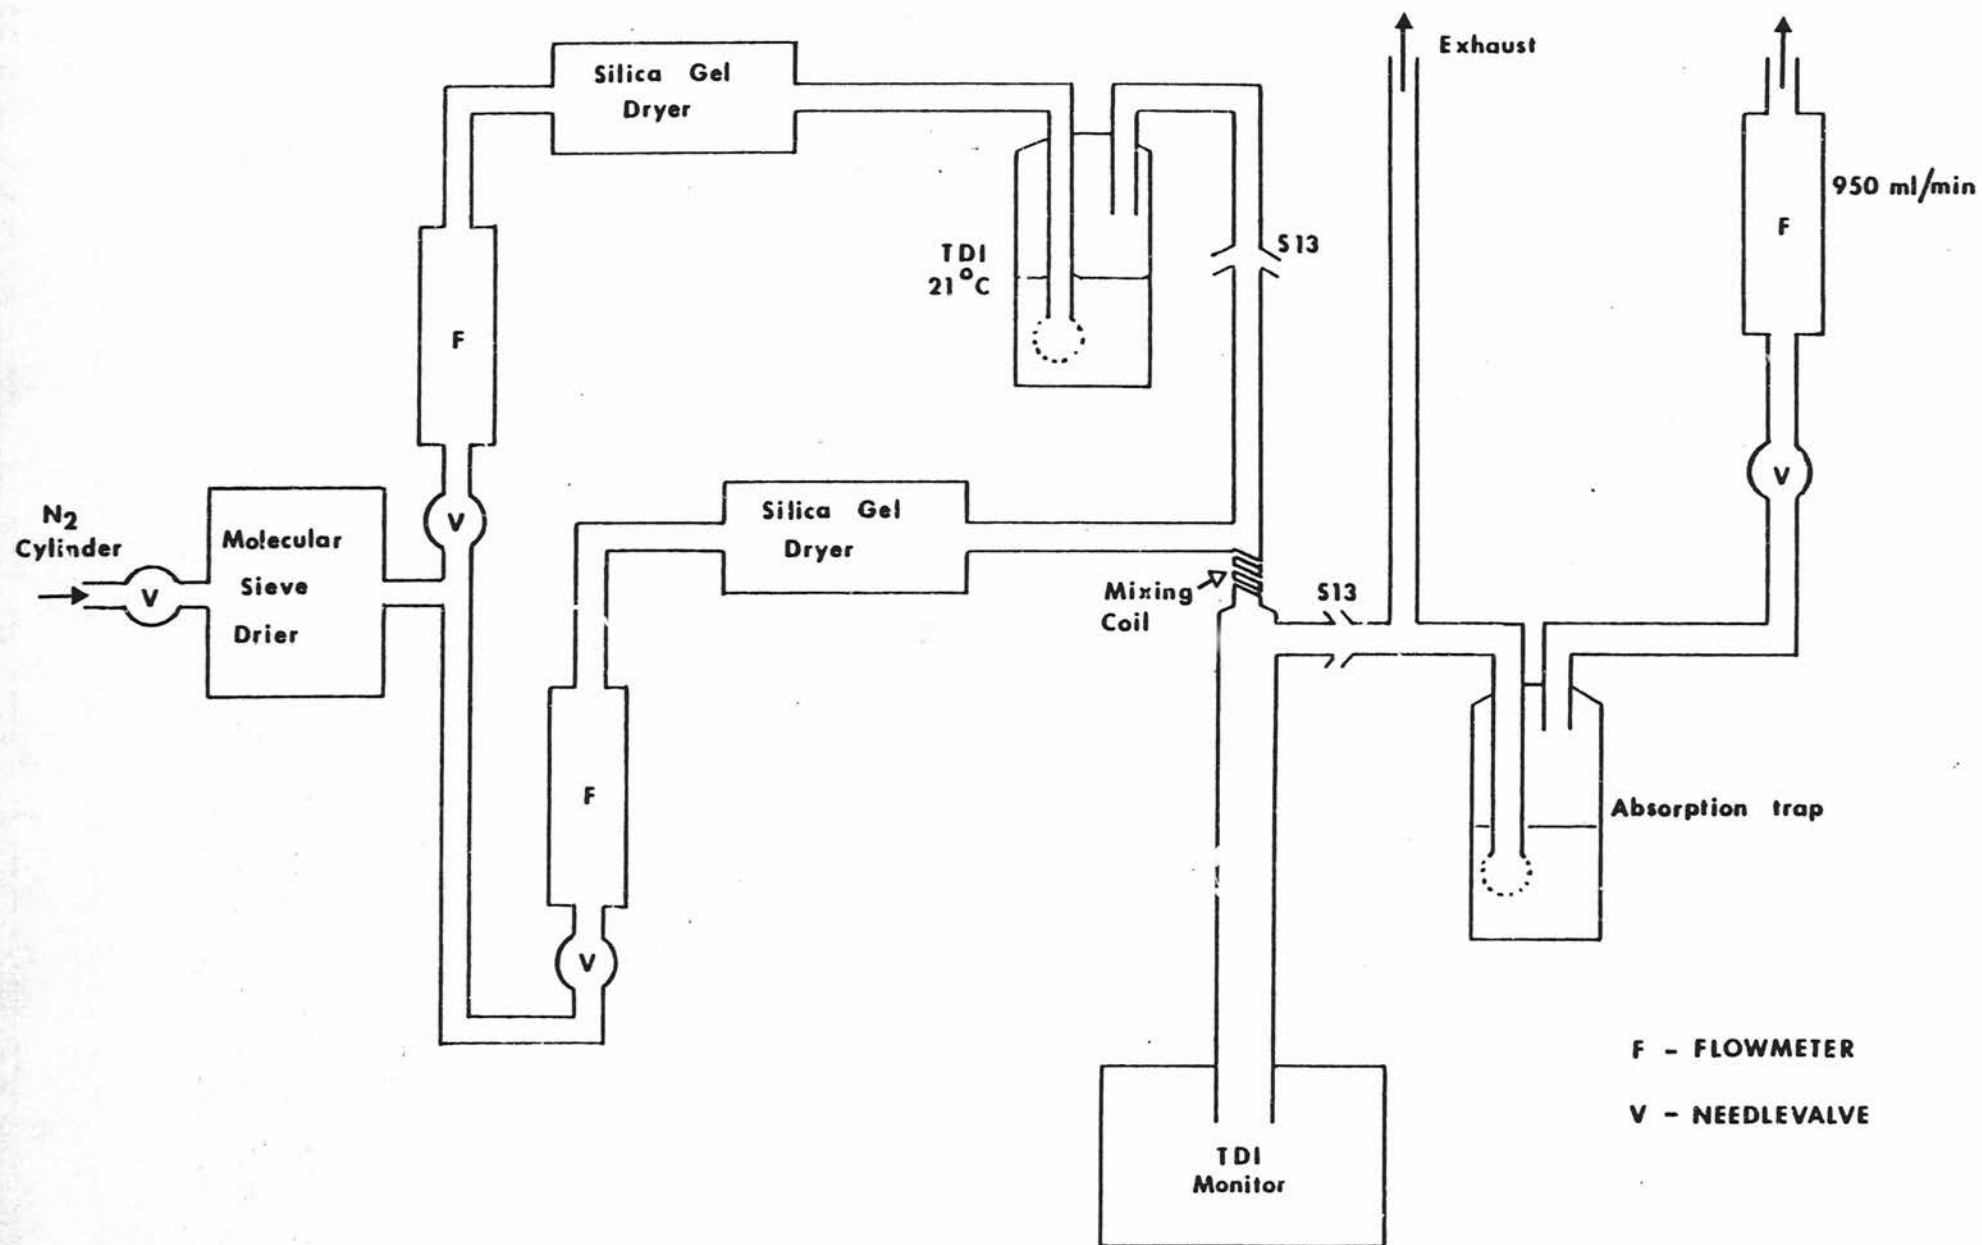 Exhaust
Silica Gel
Dryer
950 ml/min
F
TDI
21°C
S13
F
V
N2
Cylinder
V
Molecular
Sieve
Drier
V
Silica Gel
Dryer
Mixing
Coil
S13
F
Absorption trap
V
F - FLOWMETER
V - NEEDLEVALVE
TDI
Monitor